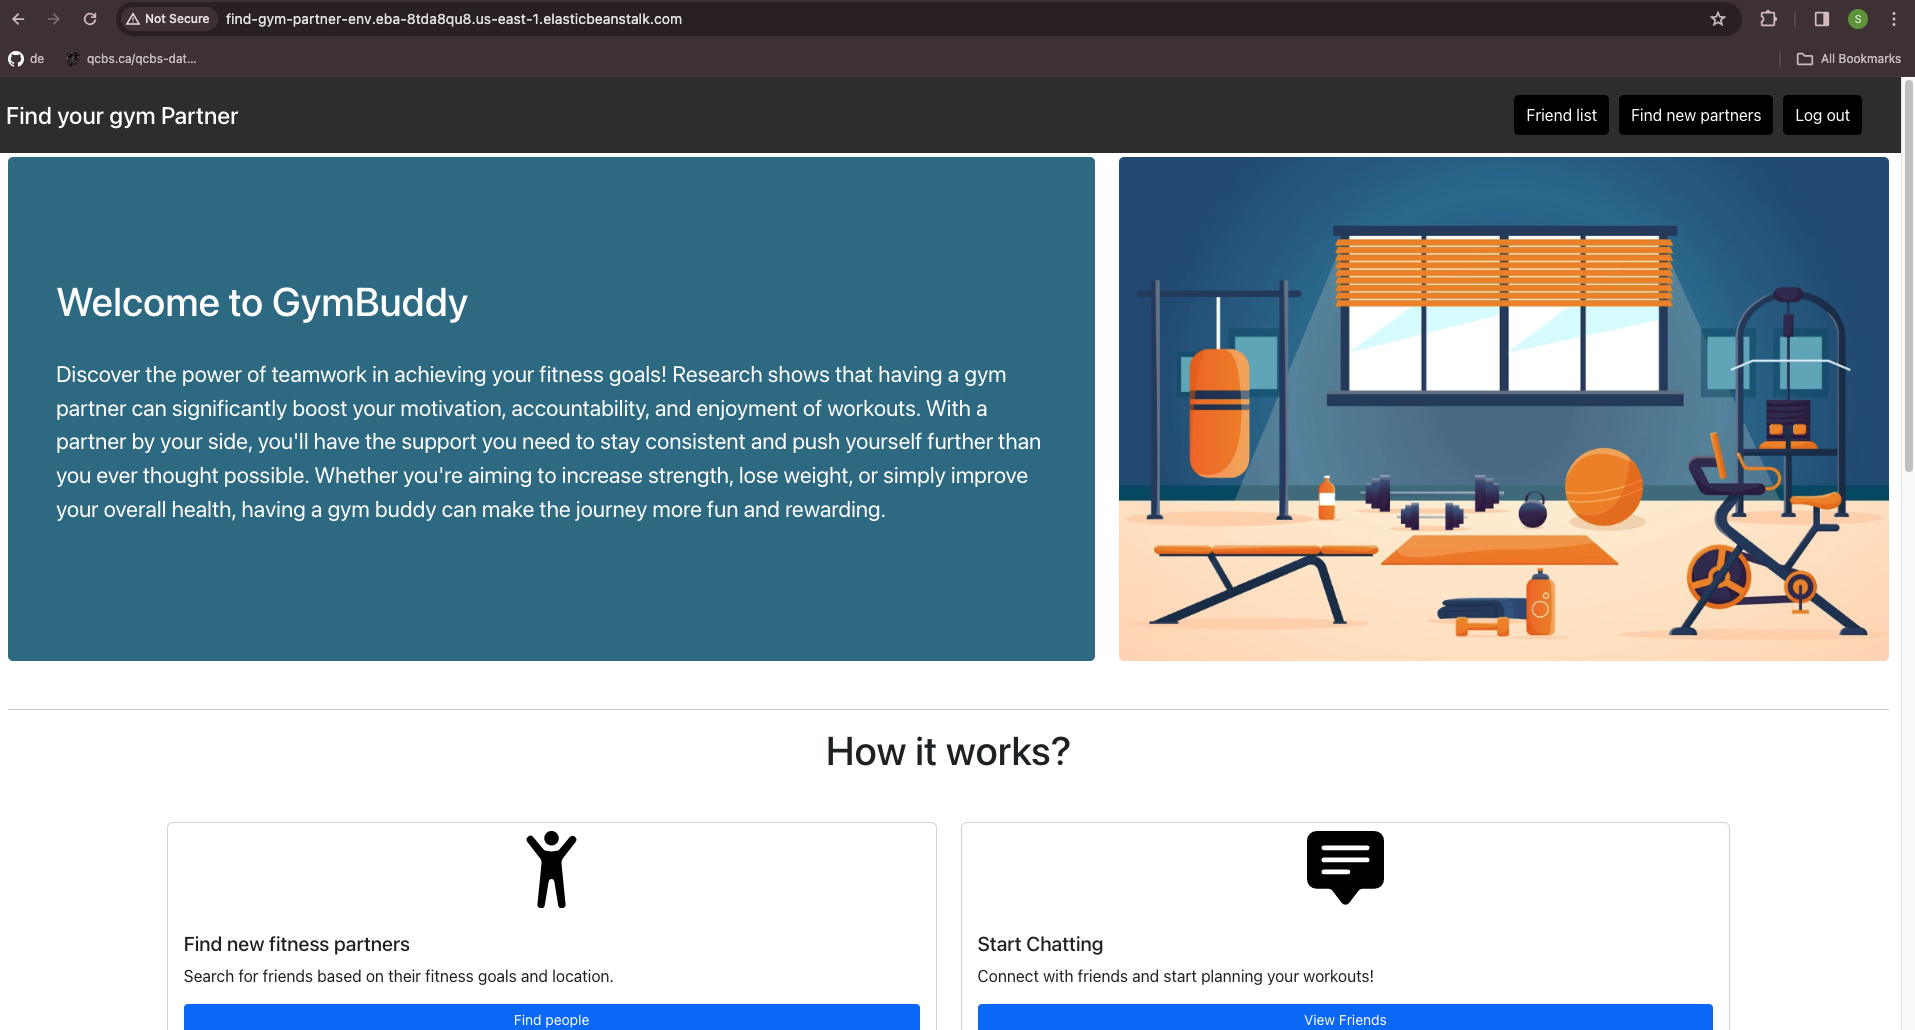 Not Secure find-gym-partner-env.eba-8tda8qu8.us-east-1.elasticbeanstalk.com S
de qcbs.ca/qcbs-dat... All Bookmarks
Find your gym Partner Friend list Find new partners Log out
Welcome to GymBuddy
Discover the power of teamwork in achieving your fitness goals! Research shows that having a gym
partner can significantly boost your motivation, accountability, and enjoyment of workouts. With a
partner by your side, you'll have the support you need to stay consistent and push yourself further than
you ever thought possible. Whether you're aiming to increase strength, lose weight, or simply improve
your overall health, having a gym buddy can make the journey more fun and rewarding.
How it works?
Find new fitness partners
Search for friends based on their fitness goals and location.
Find people
Start Chatting
Connect with friends and start planning your workouts!
View Friends